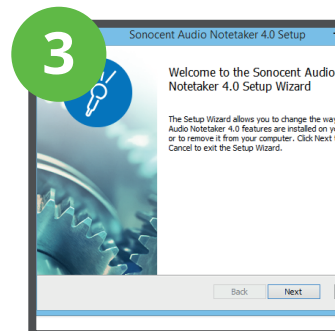 3
Sonocent Audio Notetaker 4.0 Setup
Welcome to the Sonocent Audio
Notetaker 4.0 Setup Wizard
The Setup Wizard allows you to change the way
Audio Notetaker 4.0 features are installed on
or to remove it from your computer. Click Next
Cancel to exit the Setup Wizard.
Back Next